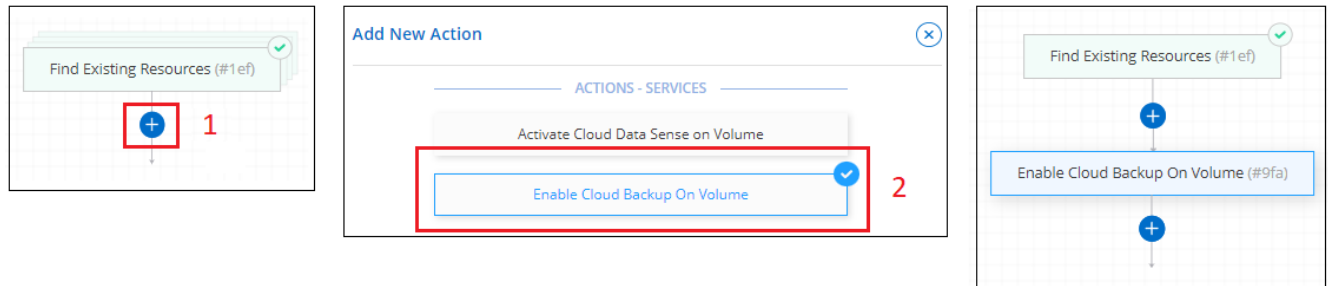 Find Existing Resources (#1ef)
1
Add New Action
ACTIONS - SERVICES
Activate Cloud Data Sense on Volume
Enable Cloud Backup On Volume
2
Find Existing Resources (#1ef)
Enable Cloud Backup On Volume (#9fa)